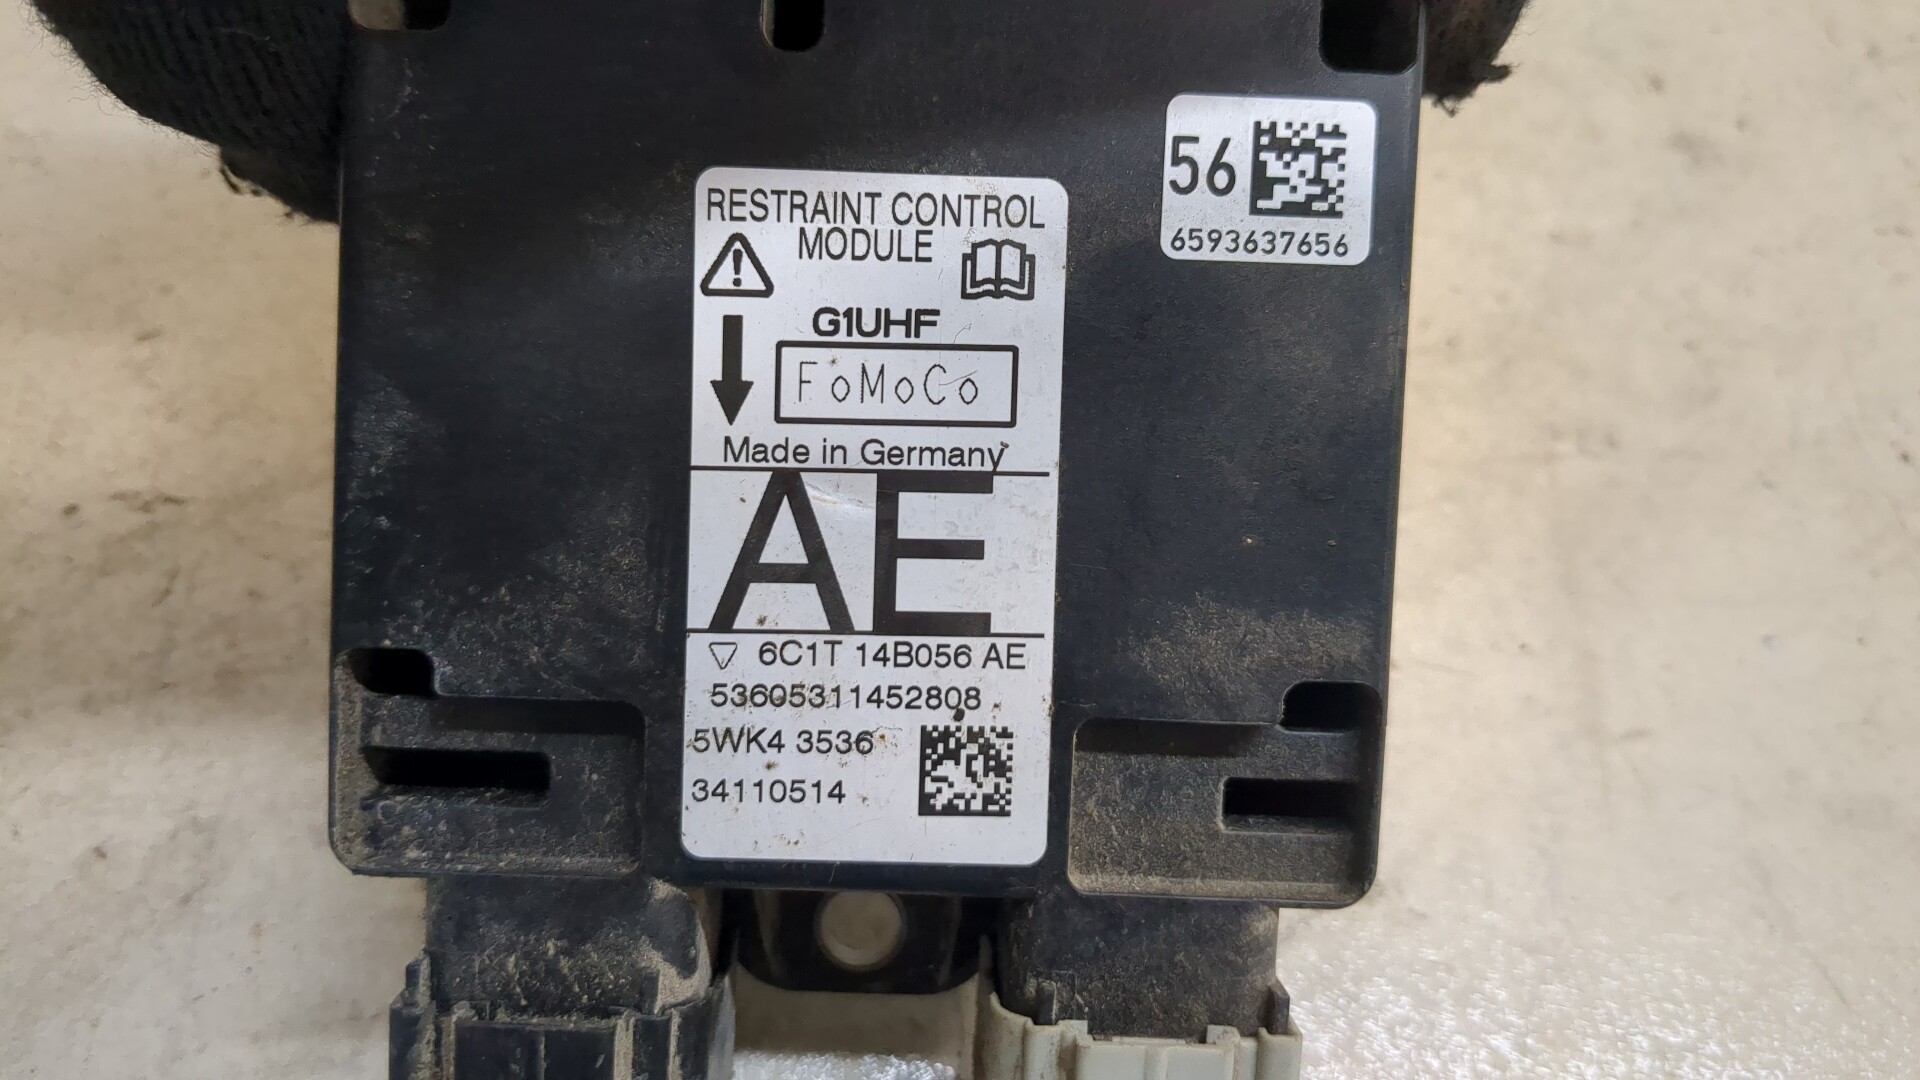 56
6593637656
RESTRAINT CONTROL
MODULE
G1UHF
FoMoCo
Made in Germany
AE
6C1T 14B056 AE
53605311452808
5WK4 3536
34110514